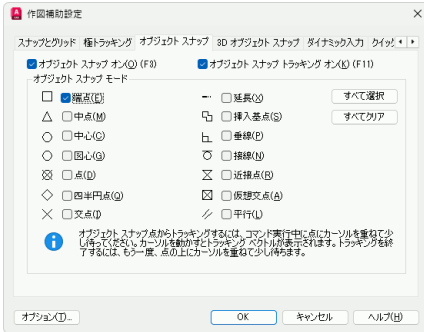 作図補助設定
スナップとグリッド 極トラッキング オブジェクト スナップ 3D オブジェクト スナップ ダイナミック入力 クイッ
オブジェクト スナップ オン(O) (F3) オブジェクト スナップ トラッキング オン(K) (F11)
オブジェクト スナップ モード
端点(E) 延長(X) すべて選択
中点(M) 挿入基点(S) すべてクリア
中心(C) 垂線(P)
図心(G) 接線(N)
点(D) 近接点(R)
四半円点(Q) 仮想交点(A)
交点(I) 平行(L)
オブジェクト スナップ点からトラッキングするには、コマンド実行中に点にカーソルを重ねて少
し待ってください。カーソルを動かすとトラッキング ベクトルが表示されます。トラッキングを終
了するには、もう一度、点の上にカーソルを重ねて少し待ちます。
オプション(T)... OK キャンセル ヘルプ(H)